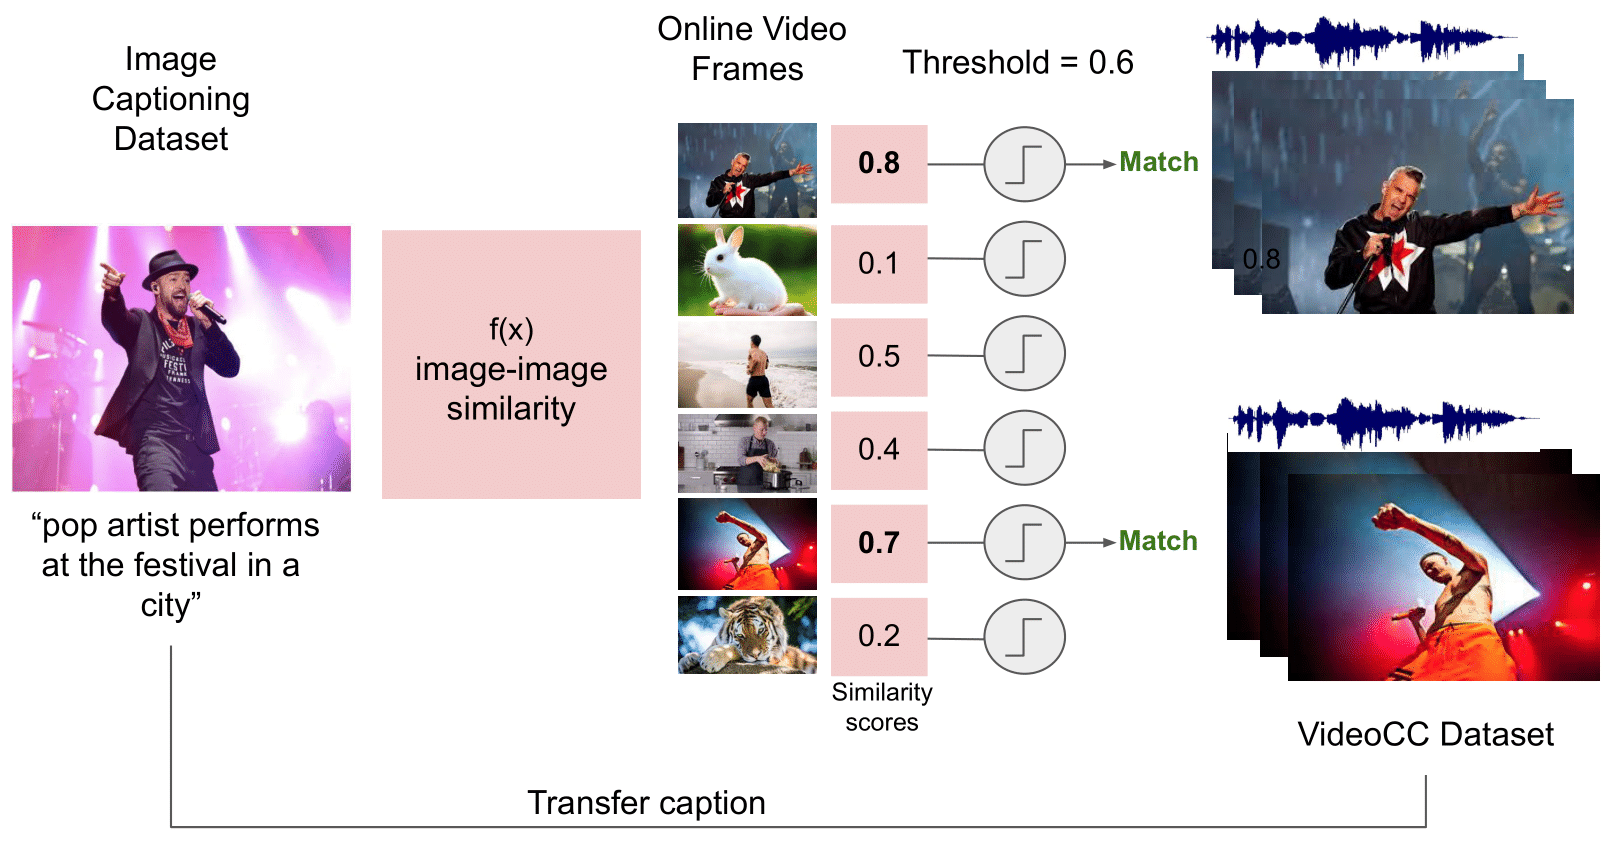 Image
Captioning
Dataset
Online Video
Frames
Threshold = 0.6
f(x)
image-image
similarity
0.8
Match
0.1
0.5
0.4
0.7
Match
0.2
Similarity
scores
0.8
“pop artist performs
at the festival in a
city”
VideoCC Dataset
Transfer caption